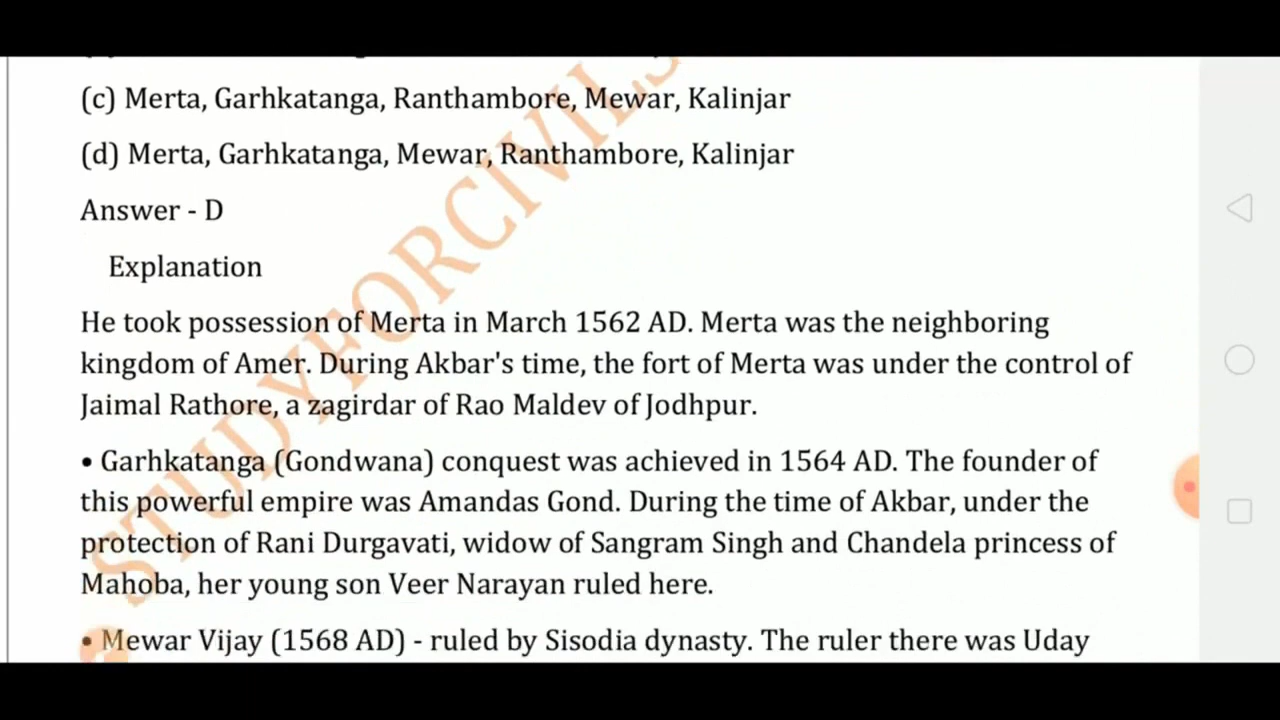 (c) Merta, Garhkatanga, Ranthambore, Mewar, Kalinjar
(d) Merta, Garhkatanga, Mewar, Ranthambore, Kalinjar
Answer - D
Explanation
He took possession of Merta in March 1562 AD. Merta was the neighboring
kingdom of Amer. During Akbar's time, the fort of Merta was under the control of
Jaimal Rathore, a zagirdar of Rao Maldev of Jodhpur.
• Garhkatanga (Gondwana) conquest was achieved in 1564 AD. The founder of
this powerful empire was Amandas Gond. During the time of Akbar, under the
protection of Rani Durgavati, widow of Sangram Singh and Chandela princess of
Mahoba, her young son Veer Narayan ruled here.
• Mewar Vijay (1568 AD) - ruled by Sisodia dynasty. The ruler there was Uday
STUDYFORCIVILS